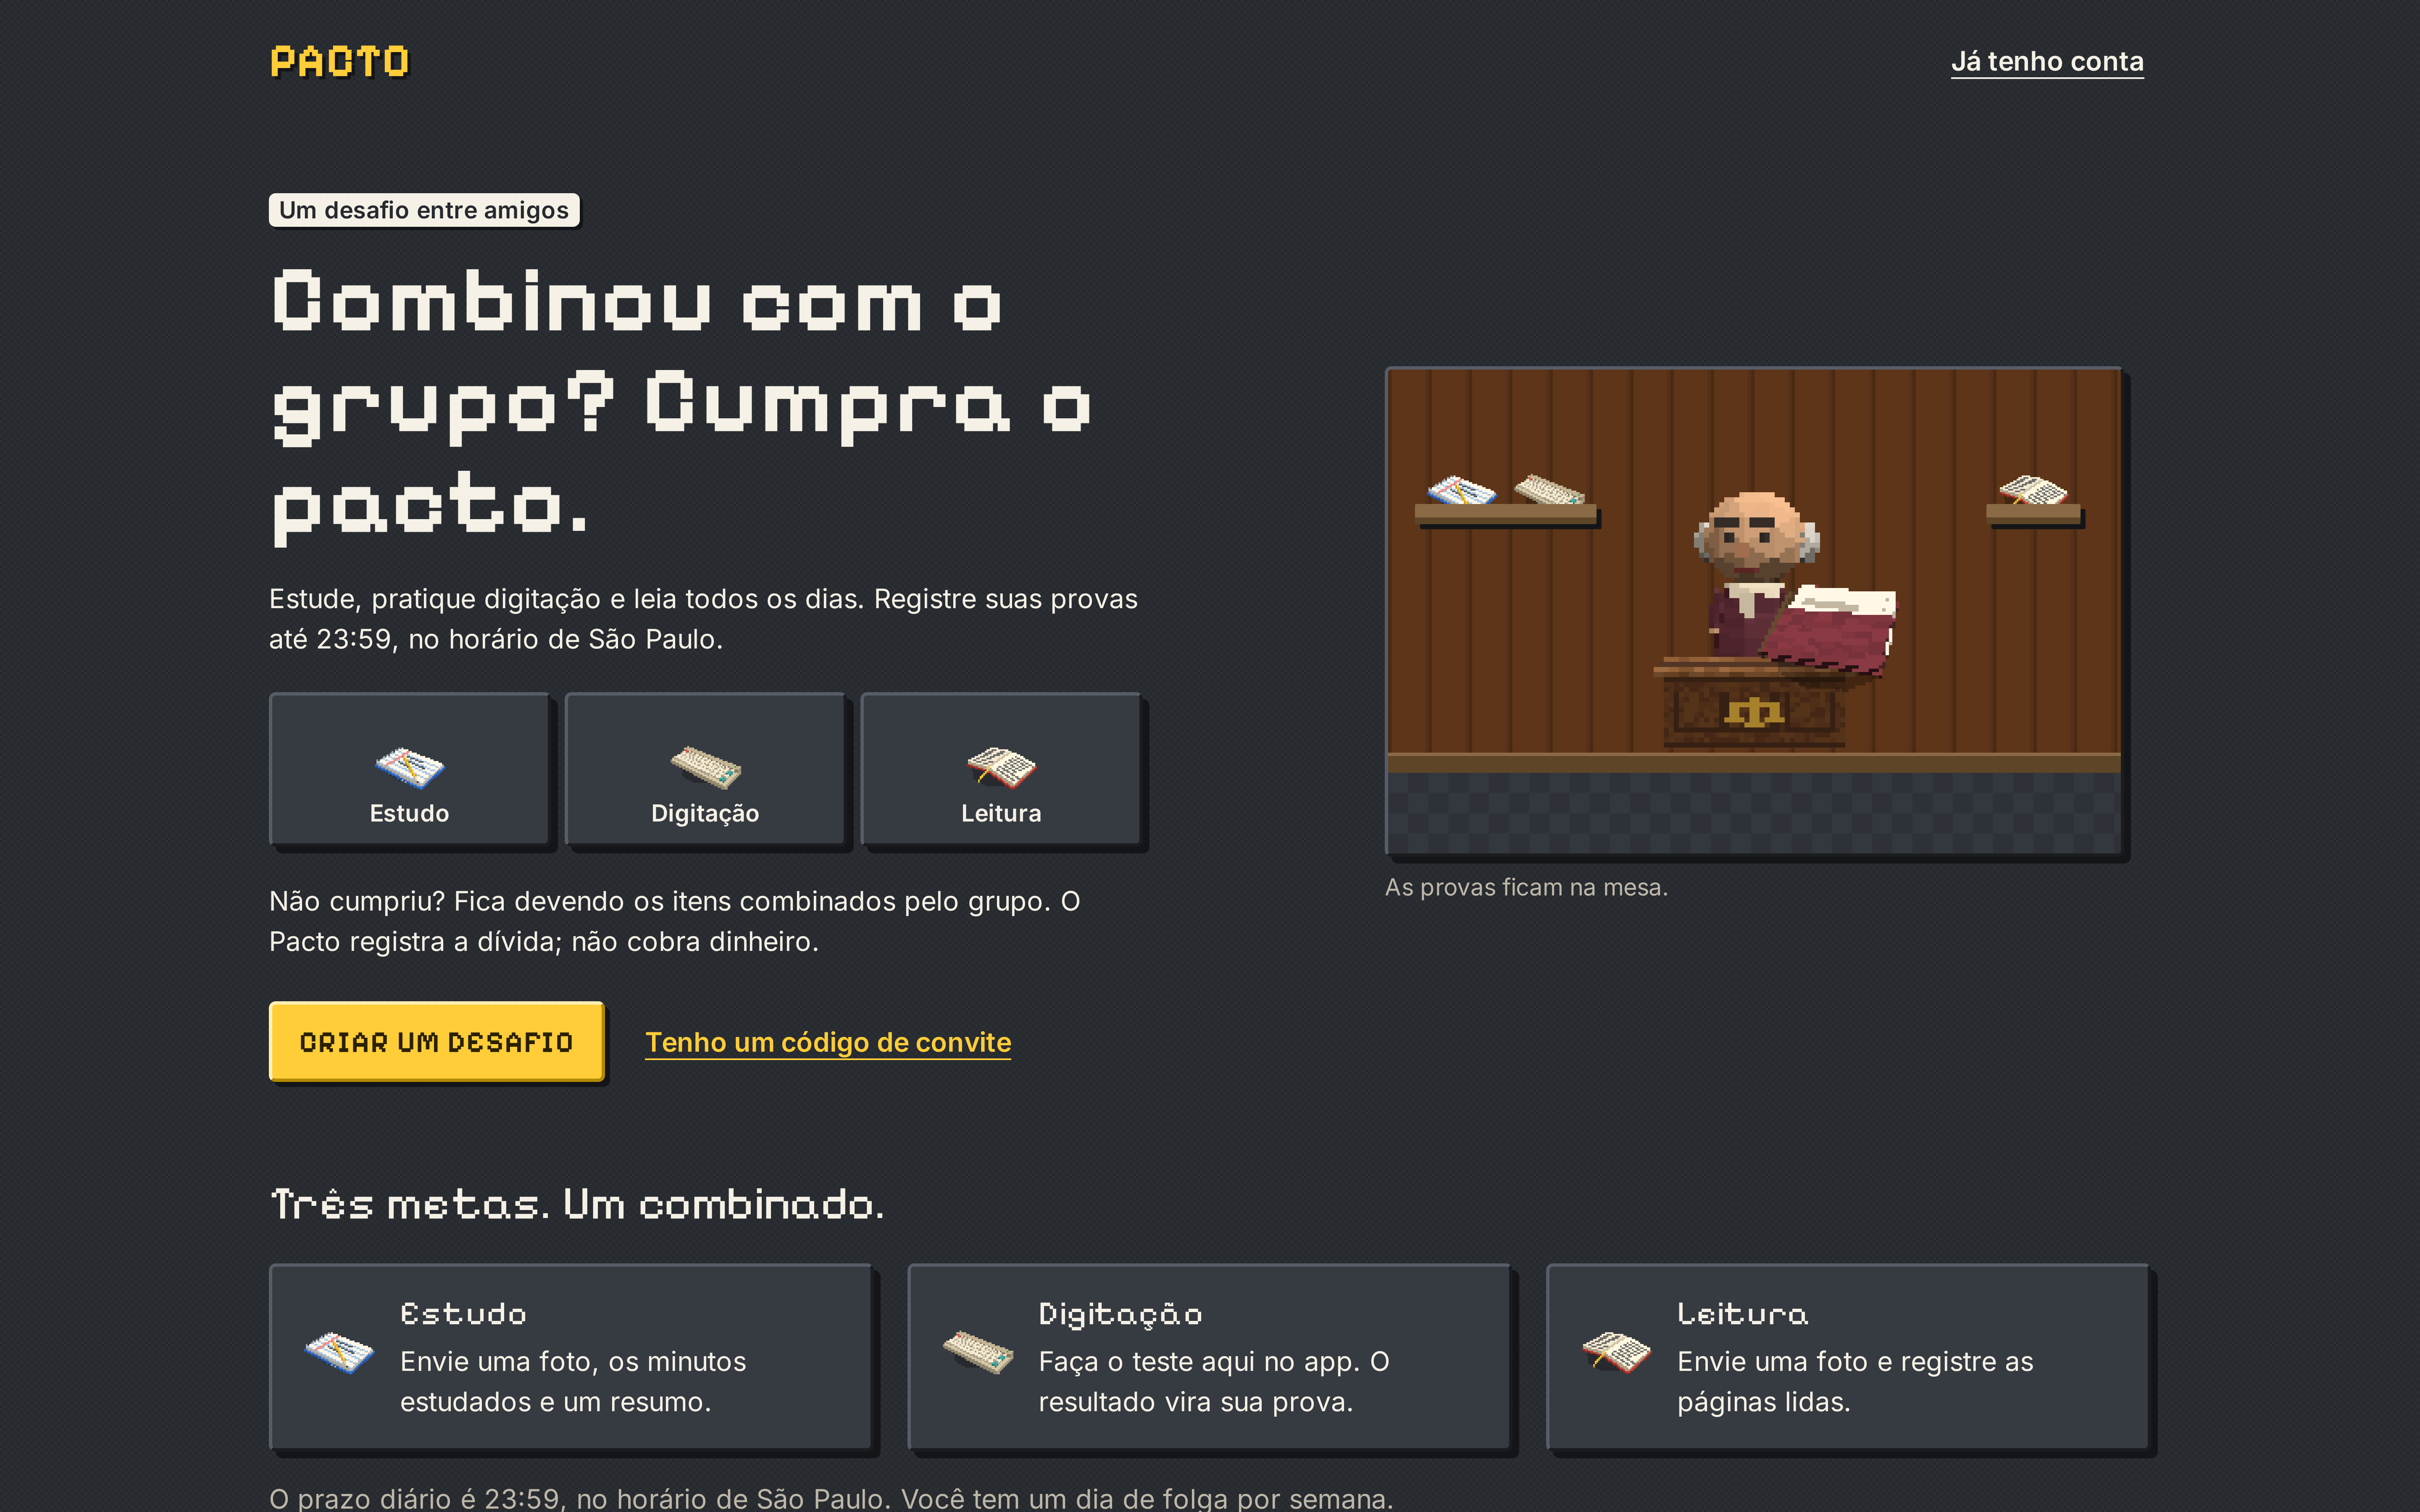 PACTO
Já tenho conta
Um desafio entre amigos
Combinou com o
grupo? Cumpra o
pacto.
Estude, pratique digitação e leia todos os dias. Registre suas provas
até 23:59, no horário de São Paulo.
Estudo
Digitação
Leitura
As provas ficam na mesa.
Não cumpriu? Fica devendo os itens combinados pelo grupo. O
Pacto registra a dívida; não cobra dinheiro.
CRIAR UM DESAFIO
Tenho um código de convite
Três metas. Um combinado.
Estudo
Envie uma foto, os minutos
estudados e um resumo.
Digitação
Faça o teste aqui no app. O
resultado vira sua prova.
Leitura
Envie uma foto e registre as
páginas lidas.
O prazo diário é 23:59, no horário de São Paulo. Você tem um dia de folga por semana.